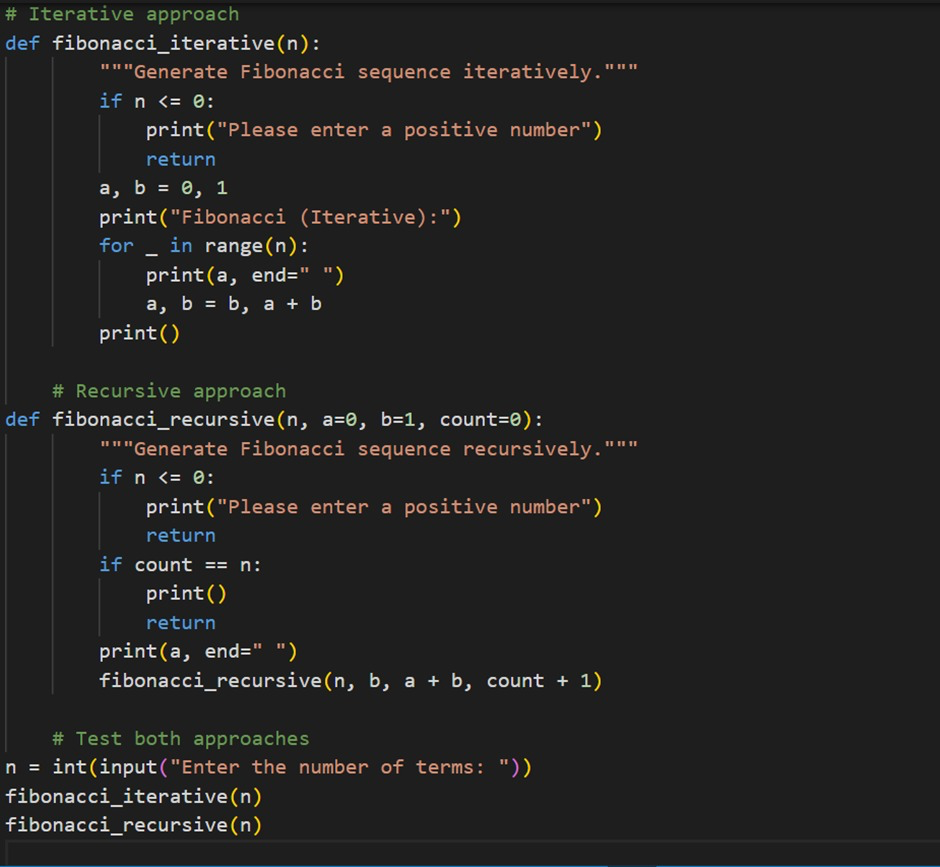 # Iterative approach
def fibonacci_iterative(n):
        """Generate Fibonacci sequence iteratively."""
        if n <= 0:
            print("Please enter a positive number")
            return
        a, b = 0, 1
        print("Fibonacci (Iterative):")
        for _ in range(n):
            print(a, end=" ")
            a, b = b, a + b
        print()

    # Recursive approach
def fibonacci_recursive(n, a=0, b=1, count=0):
        """Generate Fibonacci sequence recursively."""
        if n <= 0:
            print("Please enter a positive number")
            return
        if count == n:
            print()
            return
        print(a, end=" ")
        fibonacci_recursive(n, b, a + b, count + 1)

    # Test both approaches
n = int(input("Enter the number of terms: "))
fibonacci_iterative(n)
fibonacci_recursive(n)